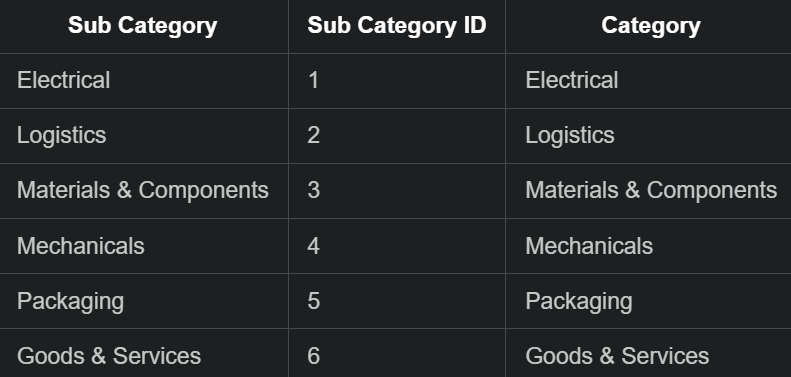 Sub Category Sub Category ID Category
Electrical 1 Electrical
Logistics 2 Logistics
Materials & Components 3 Materials & Components
Mechanicals 4 Mechanicals
Packaging 5 Packaging
Goods & Services 6 Goods & Services